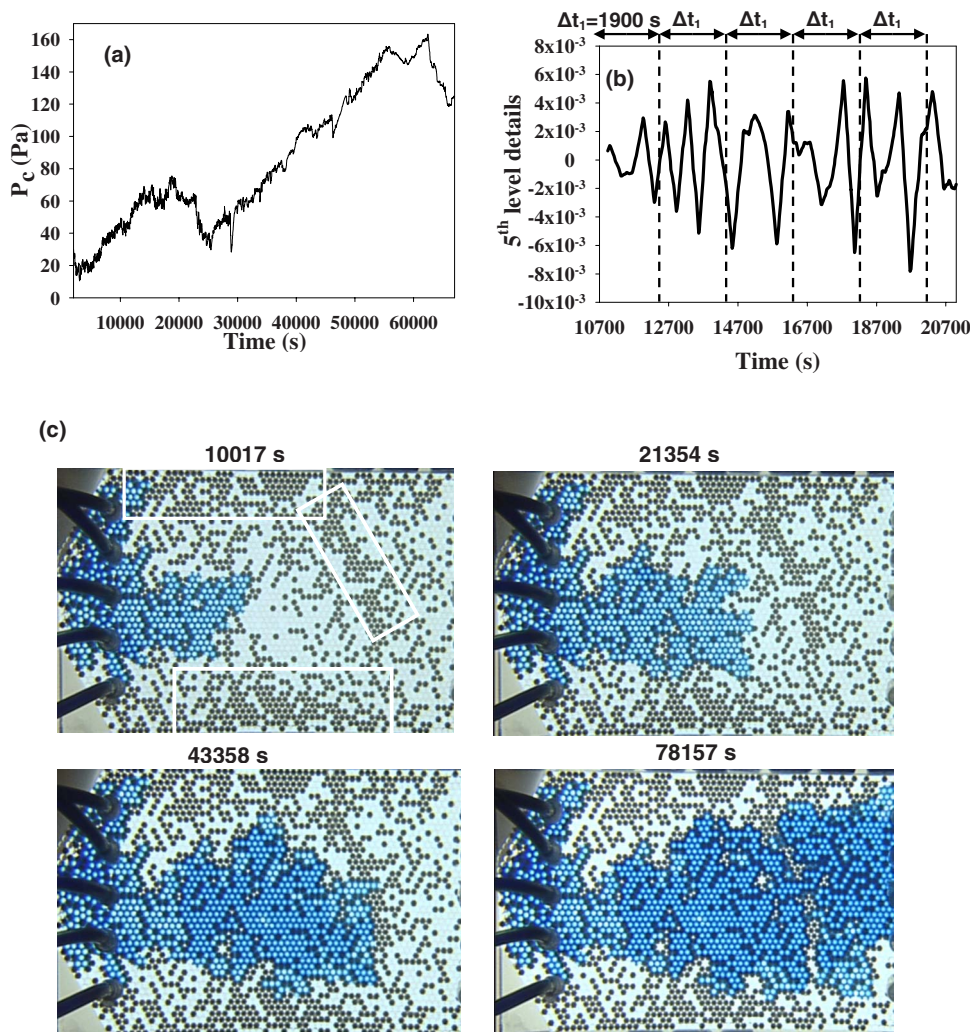 (a)
P_C (Pa)
160
140
120
100
80
60
40
20
0
10000 20000 30000 40000 50000 60000
Time (s)
Δt₁=1900 s Δt₁ Δt₁ Δt₁ Δt₁
(b)
5ᵗʰ level details
8x10⁻³
6x10⁻³
4x10⁻³
2x10⁻³
0
-2x10⁻³
-4x10⁻³
-6x10⁻³
-8x10⁻³
-10x10⁻³
10700 12700 14700 16700 18700 20700
Time (s)
(c)
10017 s
21354 s
43358 s
78157 s